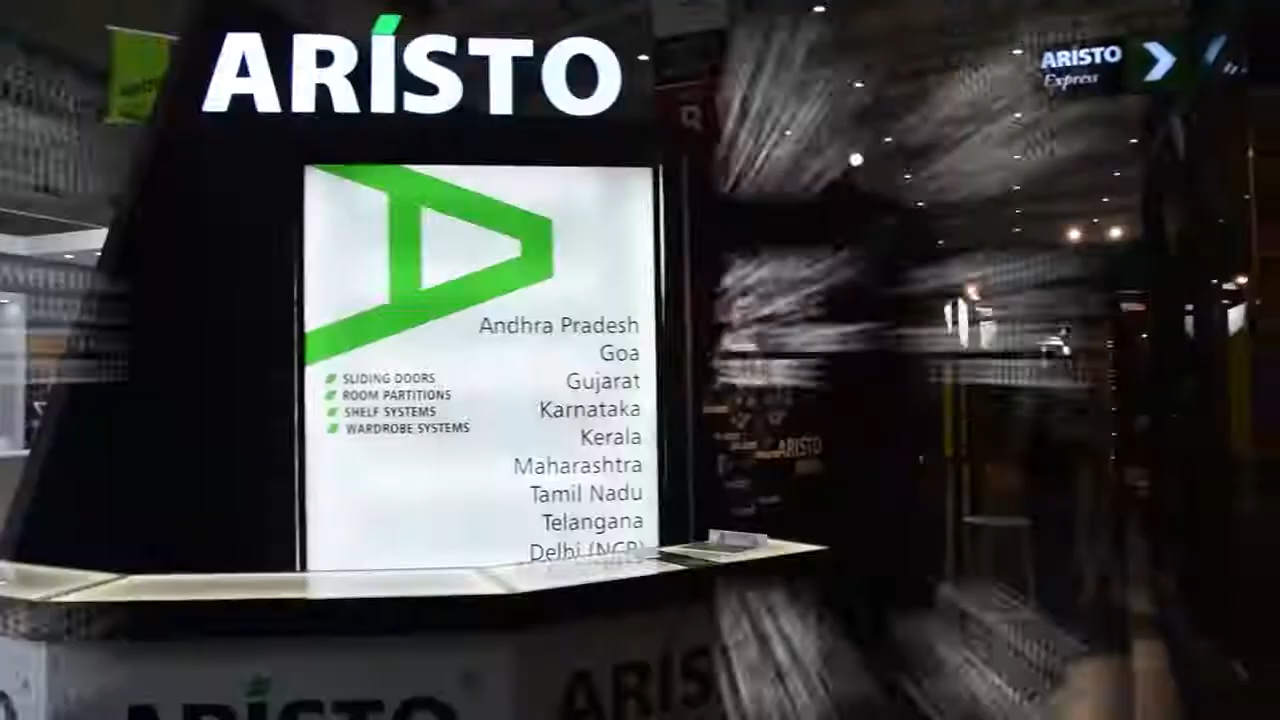 ARÍSTO
ARISTO
Express
R
Andhra Pradesh
Goa
Gujarat
Karnataka
Kerala
Maharashtra
Tamil Nadu
Telangana
Delhi (NCR)
SLIDING DOORS
ROOM PARTITIONS
SHELF SYSTEMS
WARDROBE SYSTEMS
ARISTO
ARÍSTO
ARÍS